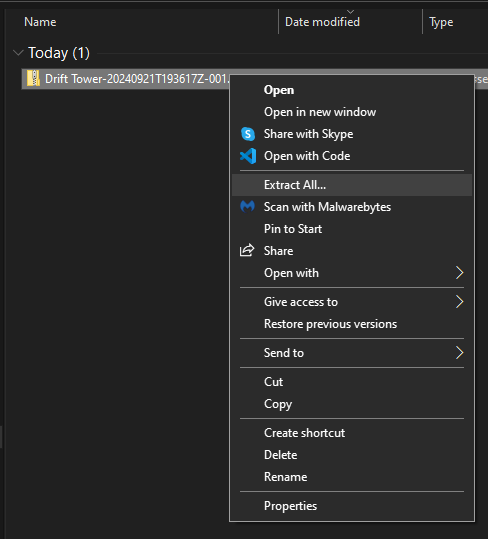 Name Date modified Type
Today (1)
Drift Tower-20240921T193617Z-001.
Open
Open in new window
Share with Skype
Open with Code
Extract All...
Scan with Malwarebytes
Pin to Start
Share
Open with
Give access to
Restore previous versions
Send to
Cut
Copy
Create shortcut
Delete
Rename
Properties